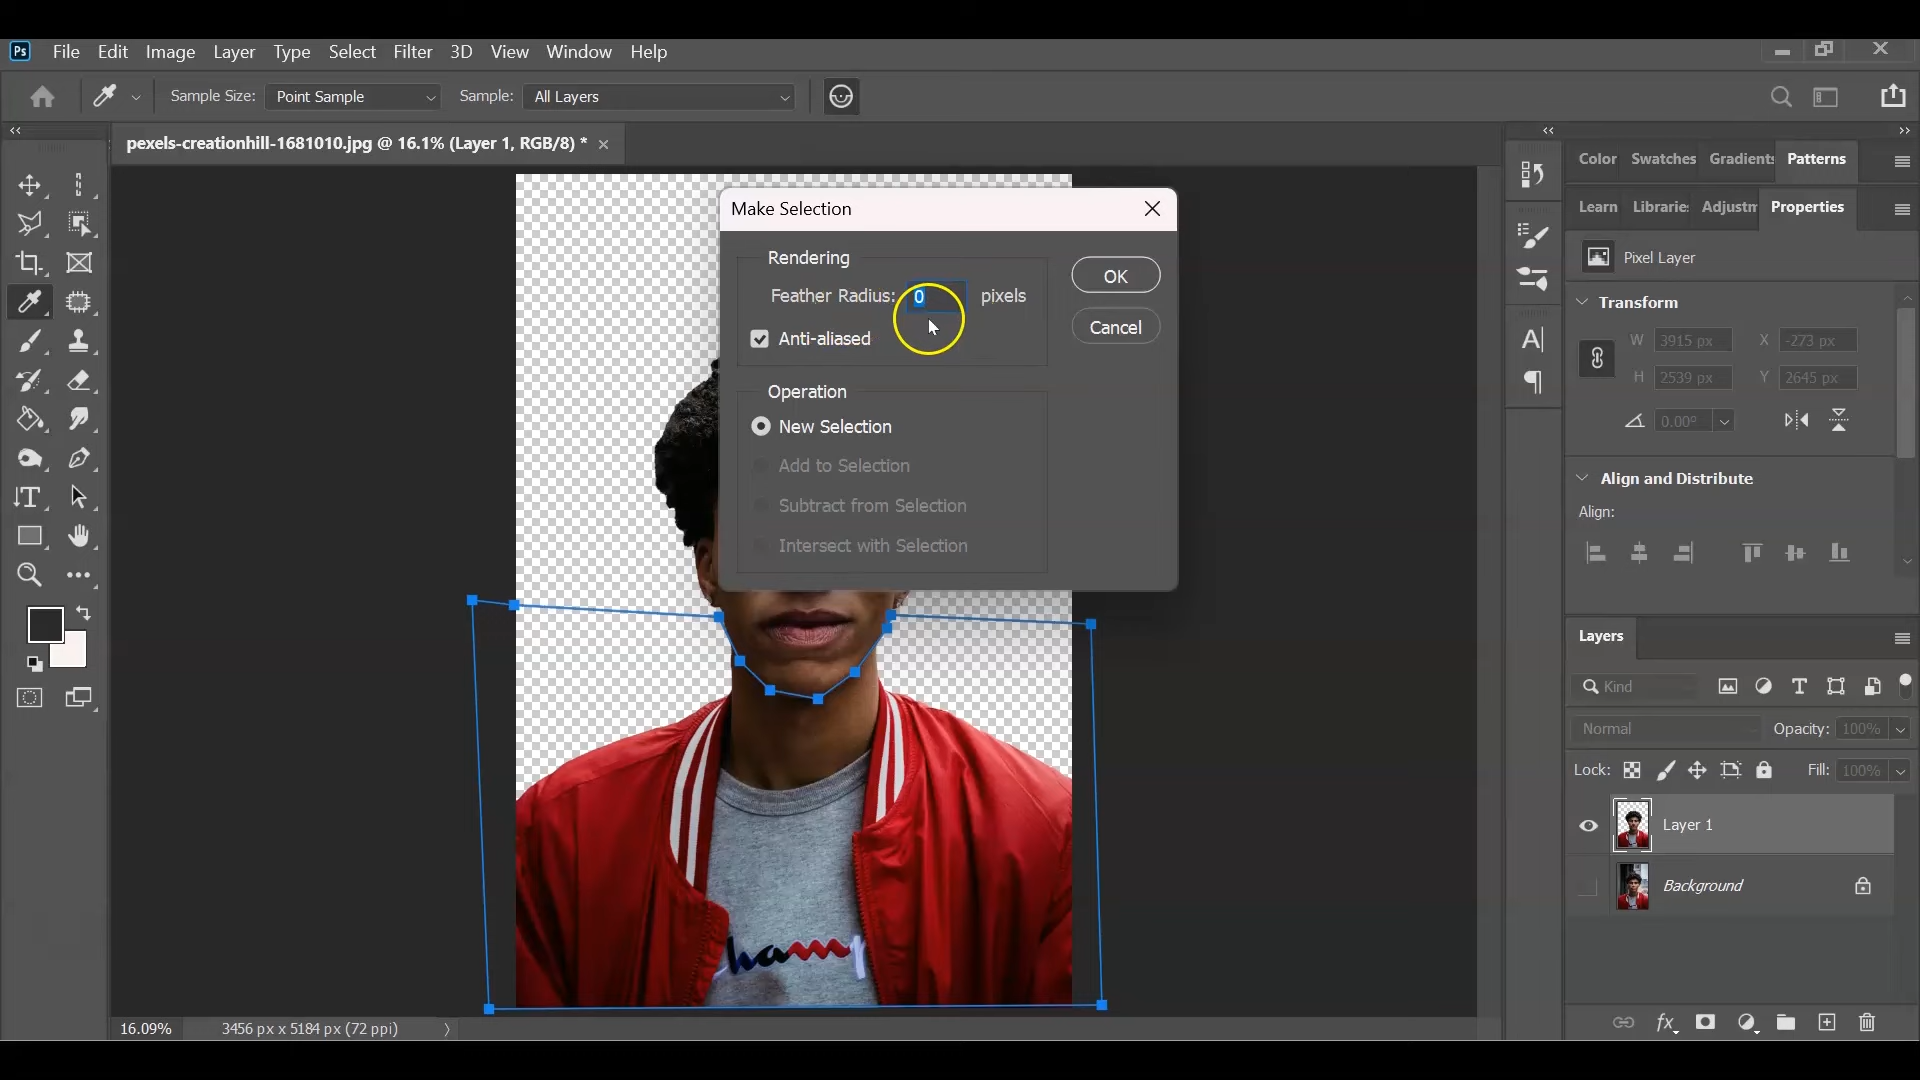 Ps File Edit Image Layer Type Select Filter 3D View Window Help
Sample Size: Point Sample Sample: All Layers
pexels-creationhill-1681010.jpg @ 16.1% (Layer 1, RGB/8) *
Color Swatches Gradients Patterns
Learn Libraries Adjustm Properties
Pixel Layer
Transform
W 3915 px X -273 px
H 2539 px Y 2645 px
0.00°
Align and Distribute
Align:
Make Selection
Rendering
Feather Radius: 0 pixels
Anti-aliased
OK
Cancel
Operation
New Selection
Add to Selection
Subtract from Selection
Intersect with Selection
Layers
Kind
Normal Opacity: 100%
Lock: Fill: 100%
Layer 1
Background
hamp
16.09% 3456 px x 5184 px (72 ppi)